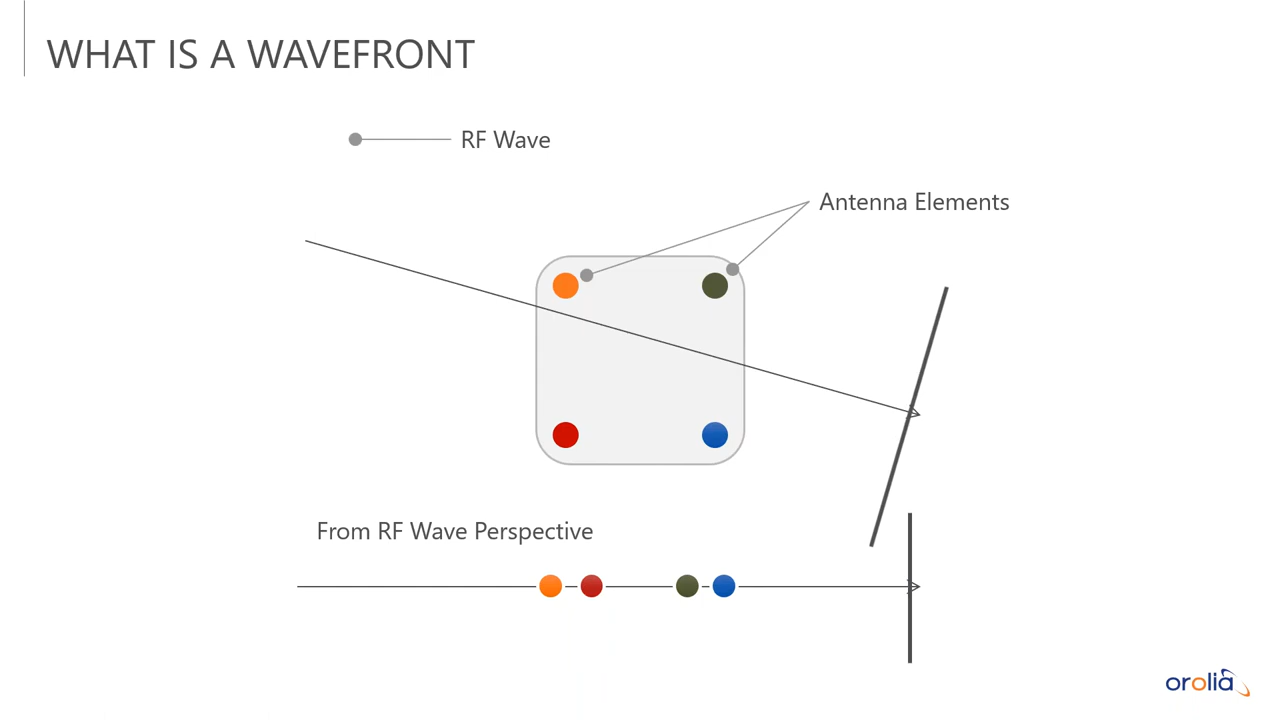 WHAT IS A WAVEFRONT
RF Wave
Antenna Elements
From RF Wave Perspective
orolia